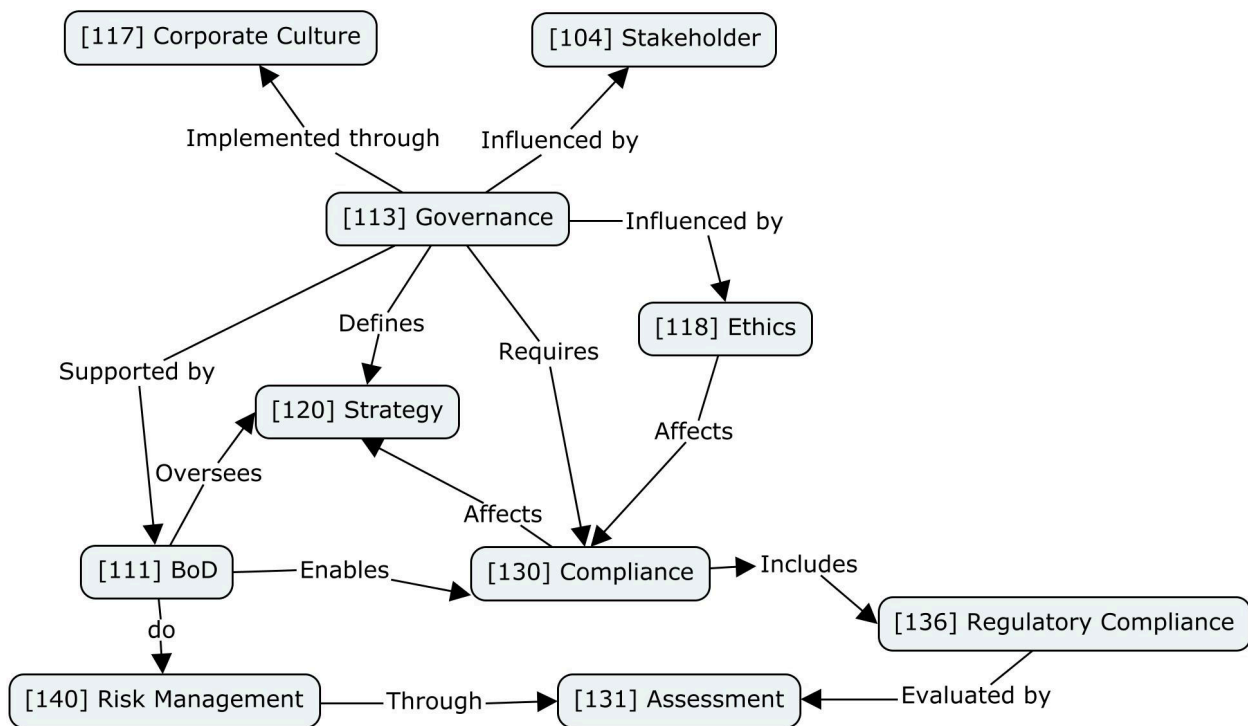 [117] Corporate Culture
[104] Stakeholder
Implemented through
Influenced by
[113] Governance
Influenced by
[118] Ethics
Defines
Requires
Supported by
[120] Strategy
Affects
Oversees
Affects
[111] BoD
Enables
[130] Compliance
Includes
[136] Regulatory Compliance
do
[140] Risk Management
Through
[131] Assessment
Evaluated by